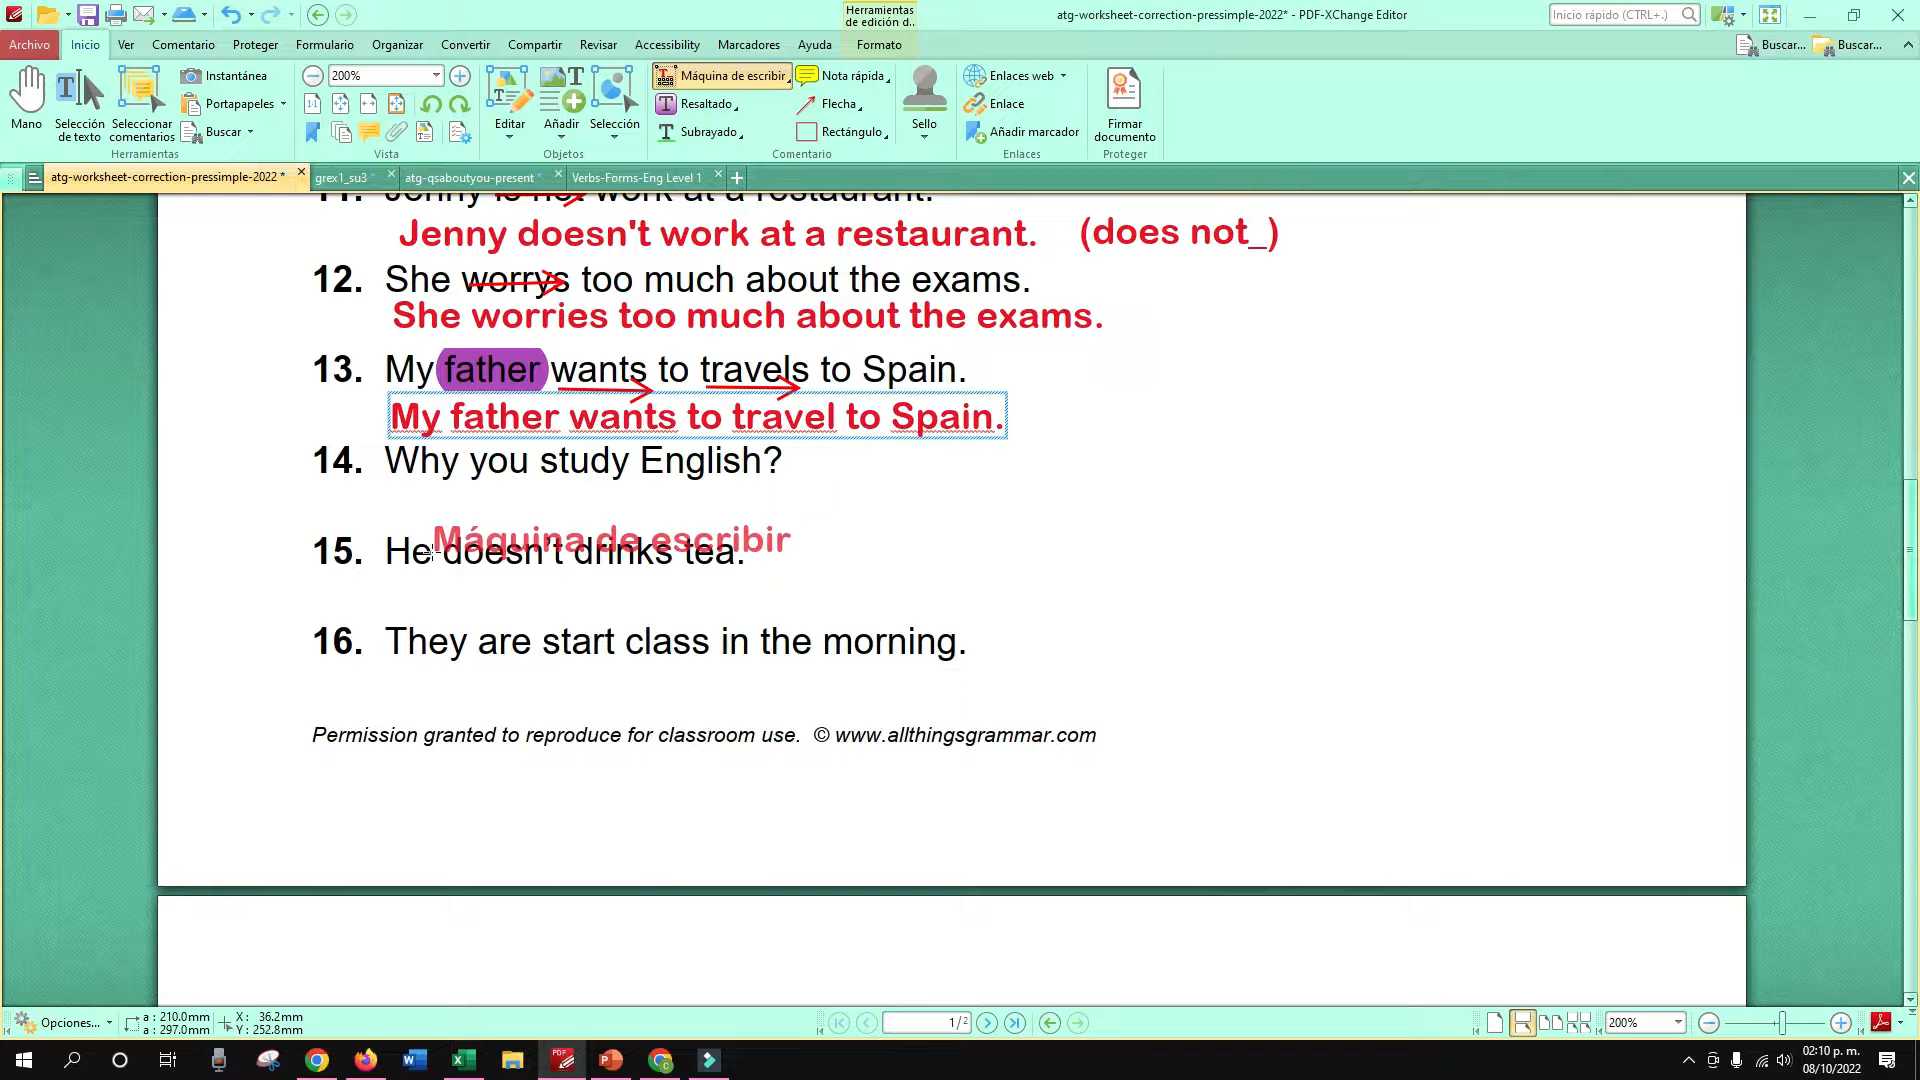 Herramientas
de edición d..
atg-worksheet-correction-pressimple-2022* - PDF-XChange Editor
Inicio rápido (CTRL+.)
Archivo Inicio Ver Comentario Proteger Formulario Organizar Convertir Compartir Revisar Accessibility Marcadores Ayuda Formato Buscar... Buscar...
Mano
Selección
de texto
Seleccionar
comentarios
Instantánea
Portapapeles
Buscar
Herramientas
200%
Vista
Editar
Añadir
Selección
Objetos
Máquina de escribir
Resaltado
Subrayado
Nota rápida
Flecha
Rectángulo
Sello
Comentario
Enlaces web
Enlace
Añadir marcador
Enlaces
Firmar
documento
Proteger
atg-worksheet-correction-pressimple-2022 * grex1_su3 * atg-qsaboutyou-present * Verbs-Forms-Eng Level 1
11. Jenny is not work at a restaurant.
Jenny doesn't work at a restaurant. (does not_)
12. She worrys too much about the exams.
She worries too much about the exams.
13. My father wants to travels to Spain.
My father wants to travel to Spain.
14. Why you study English?
Máquina de escribir
15. He doesn't drinks tea.
16. They are start class in the morning.
Permission granted to reproduce for classroom use. © www.allthingsgrammar.com
Opciones...
a : 210.0mm
a : 297.0mm
X : 36.2mm
Y : 252.8mm
1/2
200%
02:10 p. m.
08/10/2022